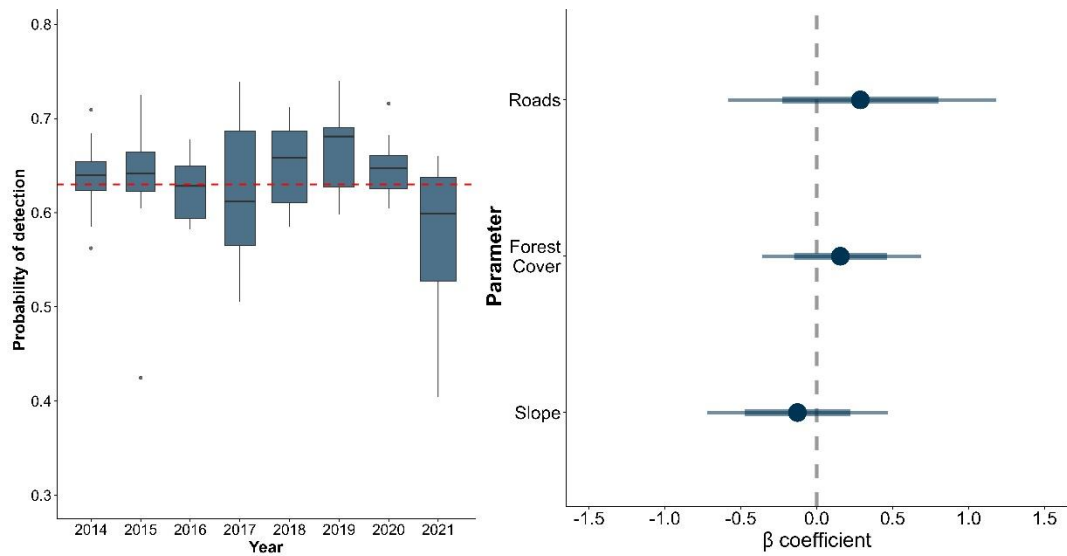 Probability of detection
0.8
0.7
0.6
0.5
0.4
0.3
2014 2015 2016 2017 2018 2019 2020 2021
Year
Parameter
Roads
Forest
Cover
Slope
-1.5 -1.0 -0.5 0.0 0.5 1.0 1.5
β coefficient